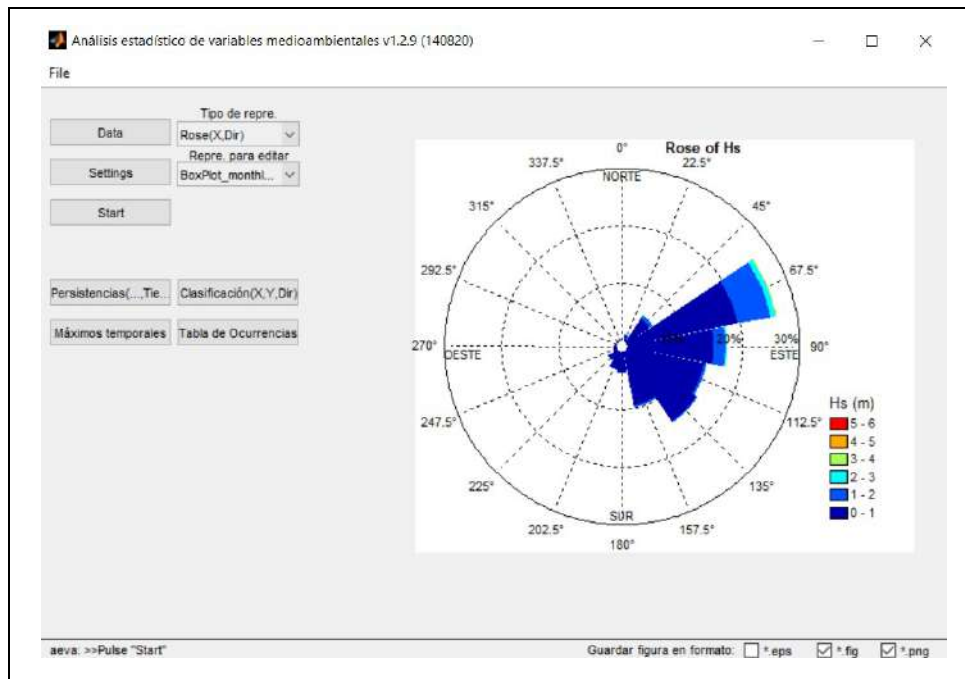 Análisis estadístico de variables medioambientales v1.2.9 (140820)
File
Tipo de repre.
Data
Rose(X,Dir)
Repre. para editar
Settings
BoxPlot_monthl...
Start
Persistencias(...,Tie...
Clasificación(X,Y,Dir)
Máximos temporales
Tabla de Ocurrencias
Rose of Hs
0°
NORTE
22.5°
45°
67.5°
90°
ESTE
112.5°
135°
157.5°
180°
SUR
202.5°
225°
247.5°
270°
OESTE
292.5°
315°
337.5°
20%
30%
Hs (m)
5 - 6
4 - 5
3 - 4
2 - 3
1 - 2
0 - 1
aeva: >>Pulse "Start"
Guardar figura en formato: *.eps *.fig *.png